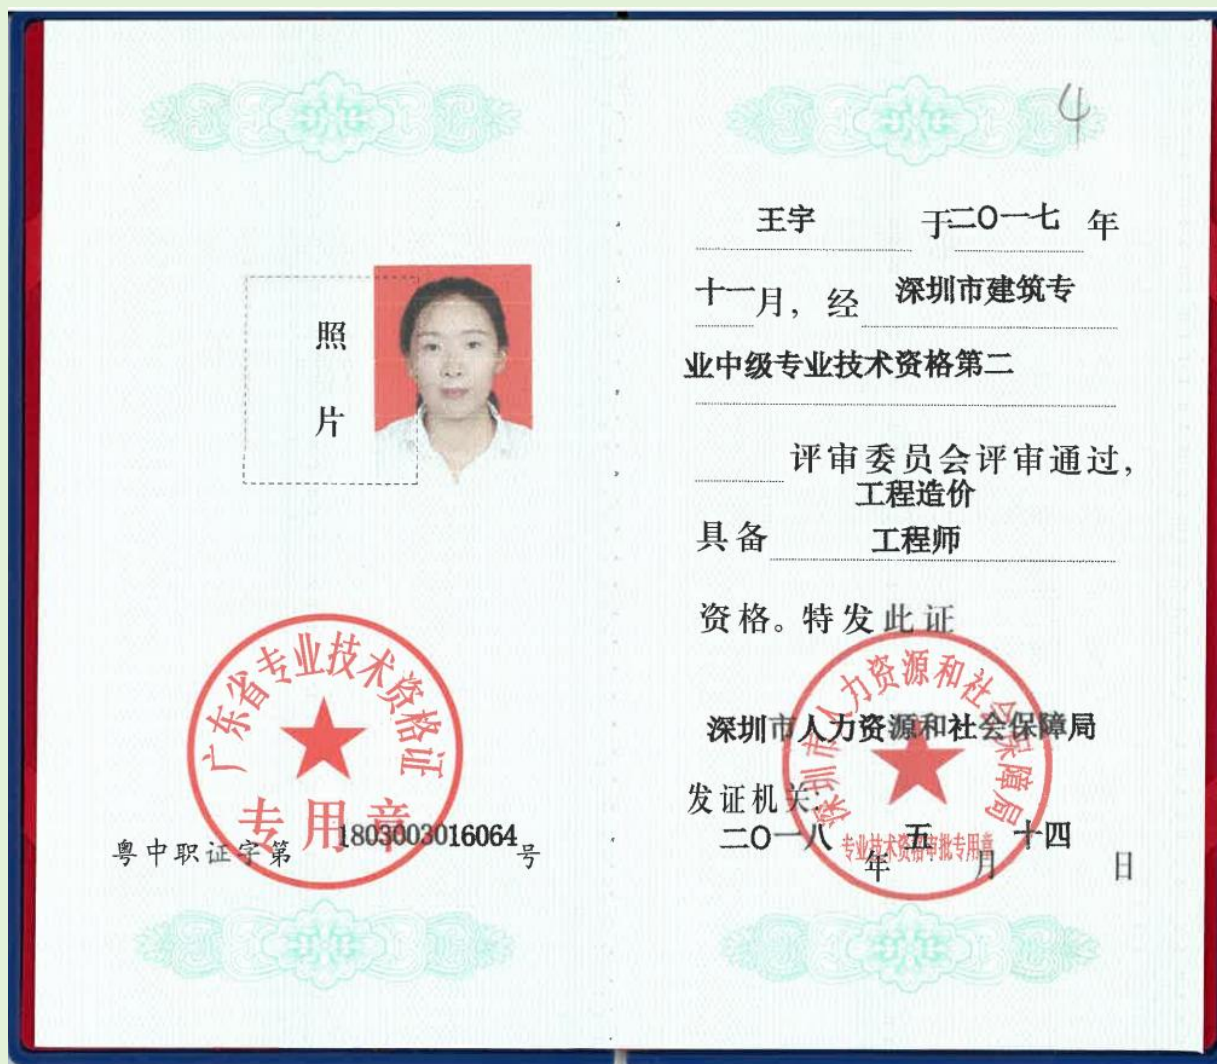 照
片
广东省专业技术资格证
专用章
粤中职证字第 1803003016064 号
4
王宇 于二〇一七 年
十一月，经 深圳市建筑专
业中级专业技术资格第二
评审委员会评审通过，
工程造价
具备 工程师
资格。特发此证
深圳市人力资源和社会保障局
深圳市人力资源和社会保障局
发证机关：
二〇一八 年 五 月 十四 日
专业技术资格审批专用章